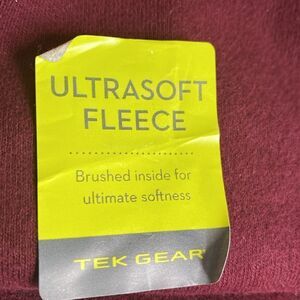 ULTRASOFT
FLEECE
Brushed inside for
ultimate softness
TEK GEAR®